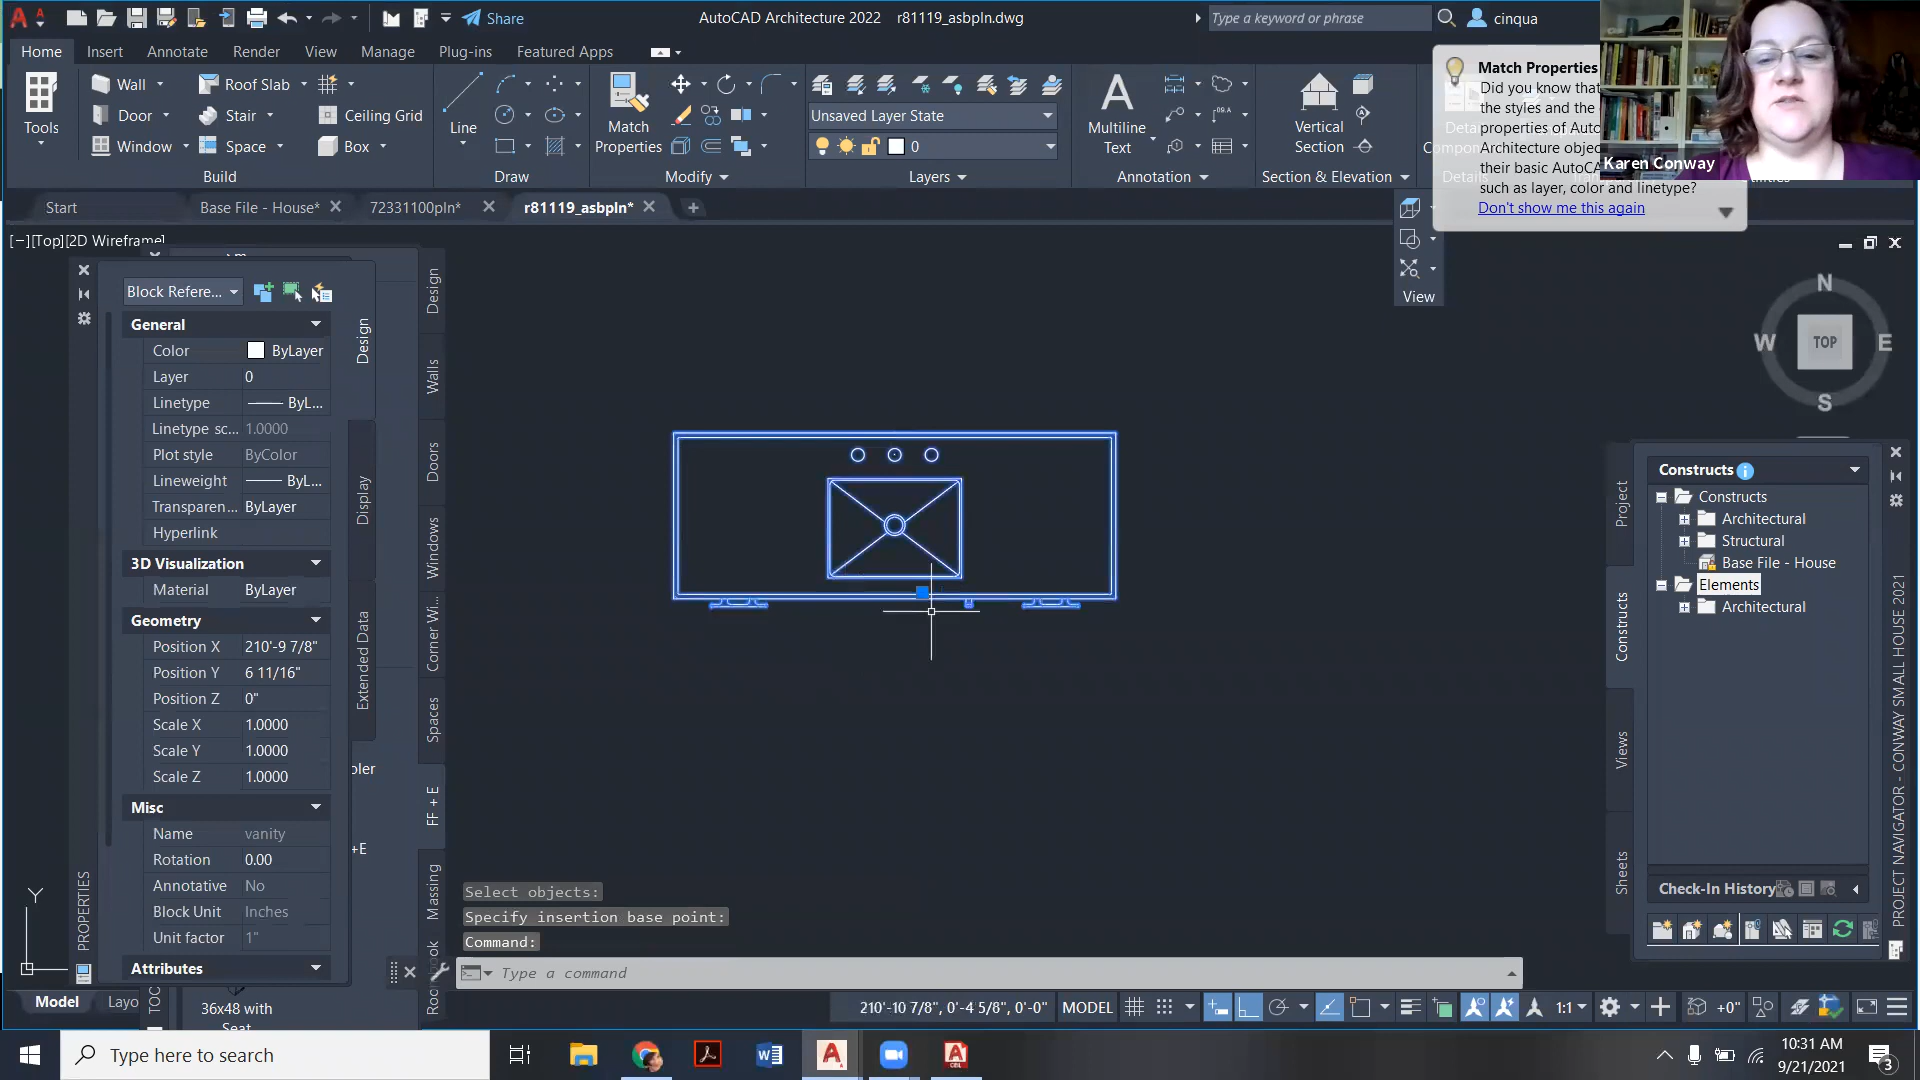 Share
AutoCAD Architecture 2022 r81119_asbpln.dwg
Type a keyword or phrase
cinqua
Home Insert Annotate Render View Manage Plug-ins Featured Apps
Tools
Wall
Door
Window
Roof Slab
Stair
Space
Ceiling Grid
Box
Build
Line
Draw
Match
Properties
Modify
Unsaved Layer State
0
Layers
Multiline
Text
Annotation
Vertical
Section
Section & Elevation
Match Properties
Did you know that
the styles and the
properties of Auto
Architecture objec
their basic AutoCA
such as layer, color and linetype?
Don't show me this again
Karen Conway
Start
Base File - House*
72331100pln*
r81119_asbpln*
[−][Top][2D Wireframe]
View
N
W
TOP
E
S
Block Refere...
General
Color ByLayer
Layer 0
Linetype ByL...
Linetype sc... 1.0000
Plot style ByColor
Lineweight ByL...
Transparen... ByLayer
Hyperlink
3D Visualization
Material ByLayer
Geometry
Position X 210'-9 7/8"
Position Y 6 11/16"
Position Z 0"
Scale X 1.0000
Scale Y 1.0000
Scale Z 1.0000
Misc
Name vanity
Rotation 0.00
Annotative No
Block Unit Inches
Unit factor 1"
Attributes
PROPERTIES
Design
Display
Extended Data
Design
Walls
Doors
Windows
Corner Wi...
Spaces
FF + E
Massing
oler
+E
36x48 with
Seat
Project
Constructs
Views
Sheets
Constructs
Constructs
Architectural
Structural
Base File - House
Elements
Architectural
Check-In History
PROJECT NAVIGATOR - CONWAY SMALL HOUSE 2021
Select objects:
Specify insertion base point:
Command:
Type a command
Y
Model
Layo
210'-10 7/8", 0'-4 5/8", 0'-0" MODEL
1:1
+0"
Type here to search
10:31 AM
9/21/2021
3